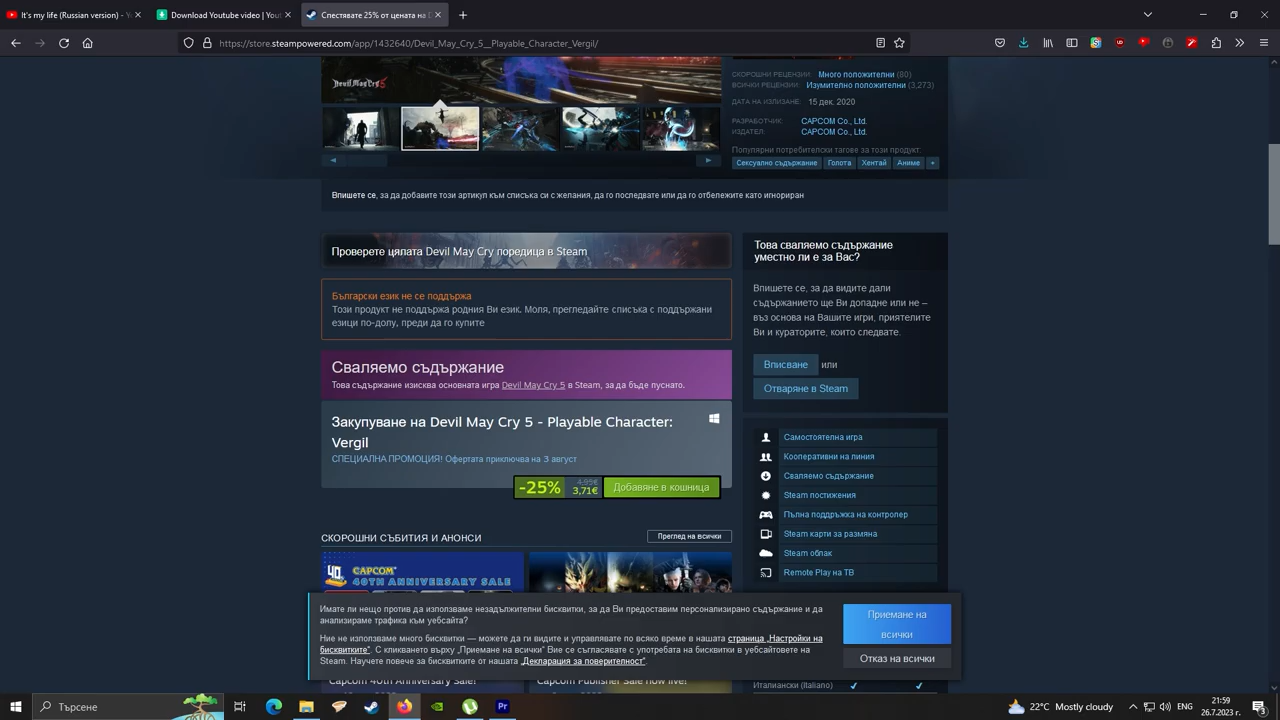 It's my life (Russian version) - Y
Download Youtube video | Yout
Спестявате 25% от цената на D
https://store.steampowered.com/app/1432640/Devil_May_Cry_5__Playable_Character_Vergil/
Devil May Cry 5
СКОРОШНИ РЕЦЕНЗИИ: Много положителни (80)
ВСИЧКИ РЕЦЕНЗИИ: Изумително положителни (3,273)
ДАТА НА ИЗЛИЗАНЕ: 15 дек. 2020
РАЗРАБОТЧИК: CAPCOM Co., Ltd.
ИЗДАТЕЛ: CAPCOM Co., Ltd.
Популярни потребителски тагове за този продукт:
Сексуално съдържание Голота Хентай Аниме +
Впишете се, за да добавите този артикул към списъка си с желания, да го последвате или да го отбележите като игнориран
Проверете цялата Devil May Cry поредица в Steam
Български език не се поддържа
Този продукт не поддържа родния Ви език. Моля, прегледайте списъка с поддържани
езици по-долу, преди да го купите
Сваляемо съдържание
Това съдържание изисква основната игра Devil May Cry 5 в Steam, за да бъде пуснато.
Закупуване на Devil May Cry 5 - Playable Character:
Vergil
СПЕЦИАЛНА ПРОМОЦИЯ! Офертата приключва на 3 август
-25% 4,95€ 3,71€ Добавяне в кошница
СКОРОШНИ СЪБИТИЯ И АНОНСИ
Преглед на всички
CAPCOM
40TH ANNIVERSARY SALE
Това сваляемо съдържание
уместно ли е за Вас?
Впишете се, за да видите дали
съдържанието ще Ви допадне или не –
въз основа на Вашите игри, приятелите
Ви и кураторите, които следвате.
Вписване или
Отваряне в Steam
Самостоятелна игра
Кооперативни на линия
Сваляемо съдържание
Steam постижения
Пълна поддръжка на контролер
Steam карти за размяна
Steam облак
Remote Play на ТВ
Имате ли нещо против да използваме незадължителни бисквитки, за да Ви предоставим персонализирано съдържание и да
анализираме трафика към уебсайта?
Ние не използваме много бисквитки — можете да ги видите и управлявате по всяко време в нашата страница „Настройки на
бисквитките“. С кликването върху „Приемане на всички“ Вие се съгласявате с употребата на бисквитки в уебсайтовете на
Steam. Научете повече за бисквитките от нашата „Декларация за поверителност“.
Приемане на
всички
Отказ на всички
Capcom 40th Anniversary Sale!
Capcom Publisher Sale now live!
Италиански (Italiano)
Търсене
22°C Mostly cloudy
21:59
26.7.2023 г.